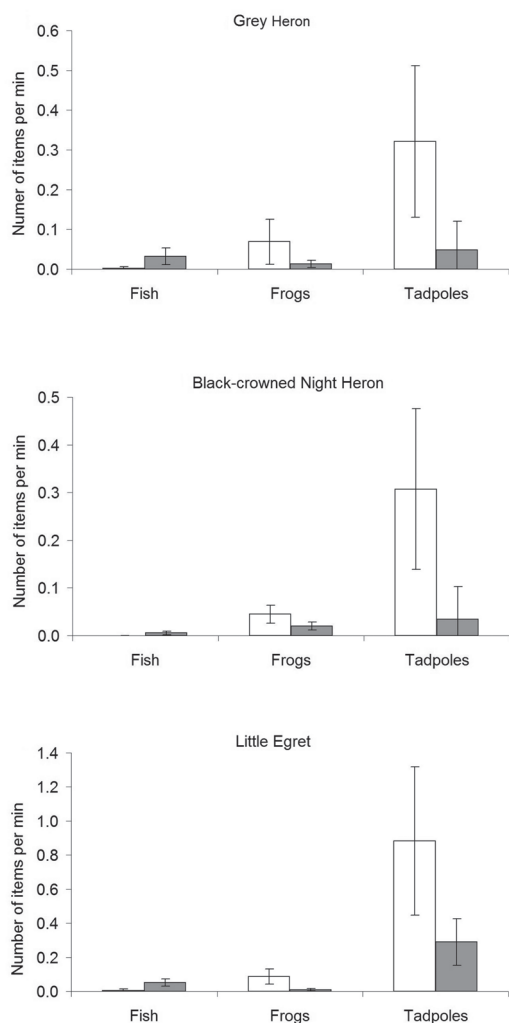 Grey Heron
Numer of items per min
0.6
0.5
0.4
0.3
0.2
0.1
0.0
Fish Frogs Tadpoles
Black-crowned Night Heron
Number of items per min
0.5
0.4
0.3
0.2
0.1
0.0
Fish Frogs Tadpoles
Little Egret
Number of items per min
1.4
1.2
1.0
0.8
0.6
0.4
0.2
0.0
Fish Frogs Tadpoles